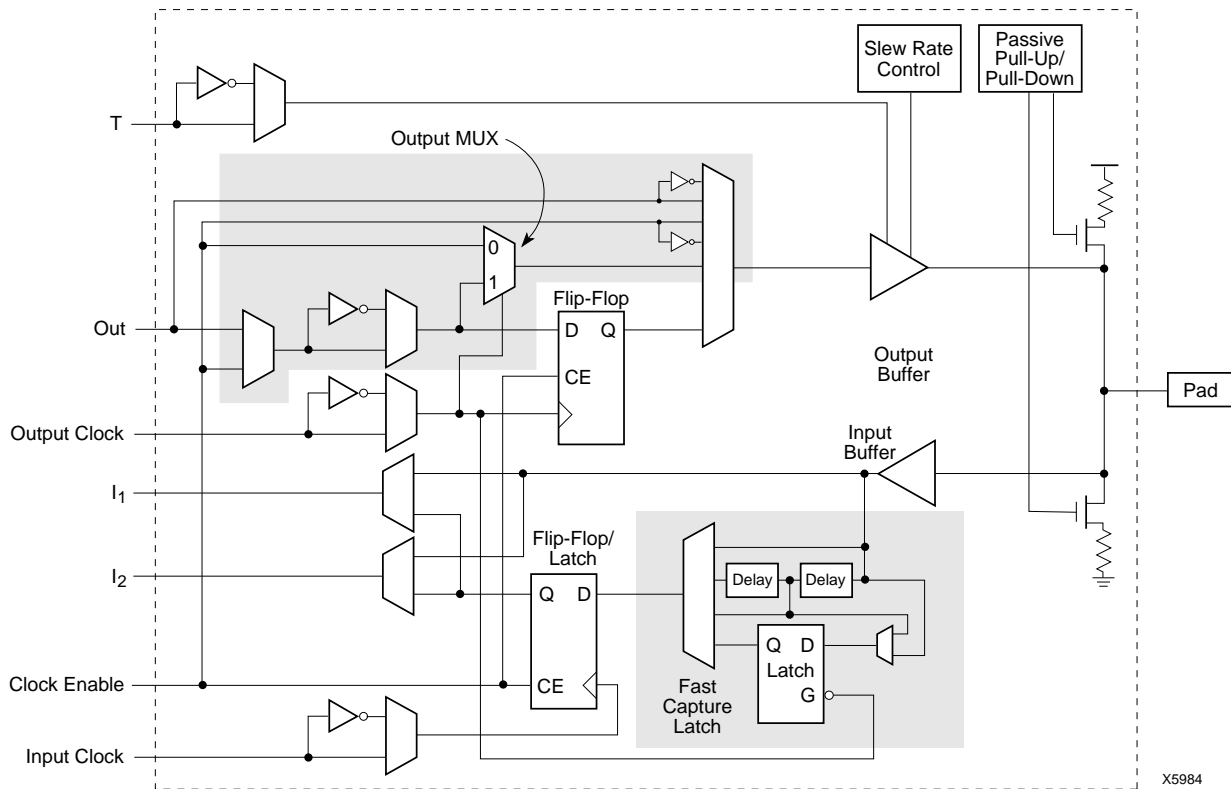 Slew Rate
Control
Passive
Pull-Up/
Pull-Down
T
Output MUX
0
1
Flip-Flop
D Q
CE
Out
Output
Buffer
Pad
Output Clock
Input
Buffer
I1
Flip-Flop/
Latch
I2
Delay
Delay
Q D
Q D
Latch
G
Clock Enable
CE
Fast
Capture
Latch
Input Clock
X5984